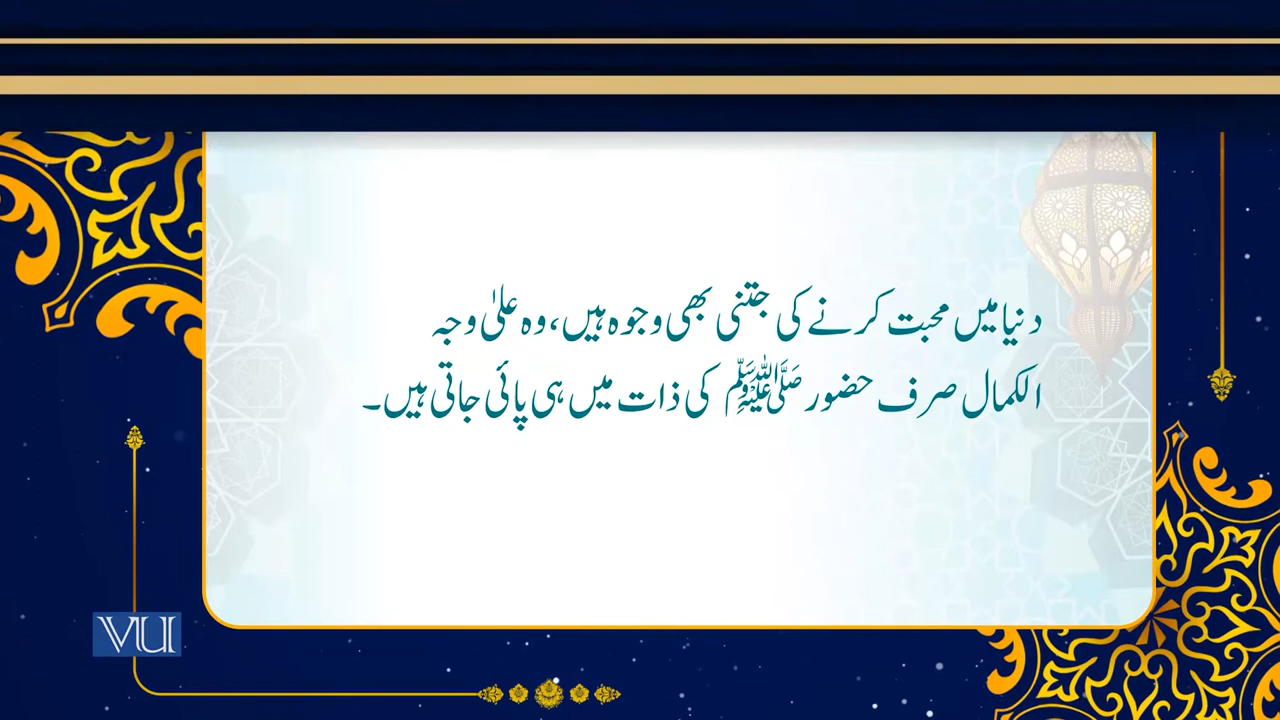 دنیا میں محبت کرنے کی جتنی بھی وجوہ ہیں، وہ علیٰ وجہ
الکمال صرف حضور ﷺ کی ذات میں ہی پائی جاتی ہیں۔
VU